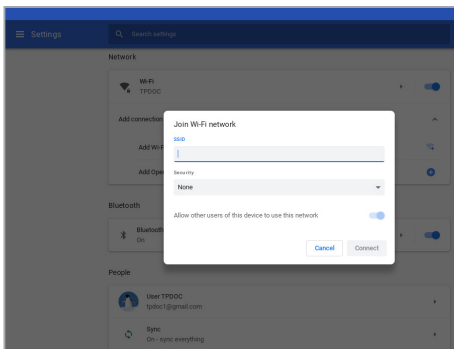 Settings
Search settings
Network
Wi-Fi
TPDOC
Add connection
Join Wi-Fi network
SSID
Add Wi-F
Security
None
Add Ope
Allow other users of this device to use this network
Bluetooth
Bluetooth
On
Cancel
Connect
People
User TPDOC
tpdoc1@gmail.com
Sync
On - sync everything